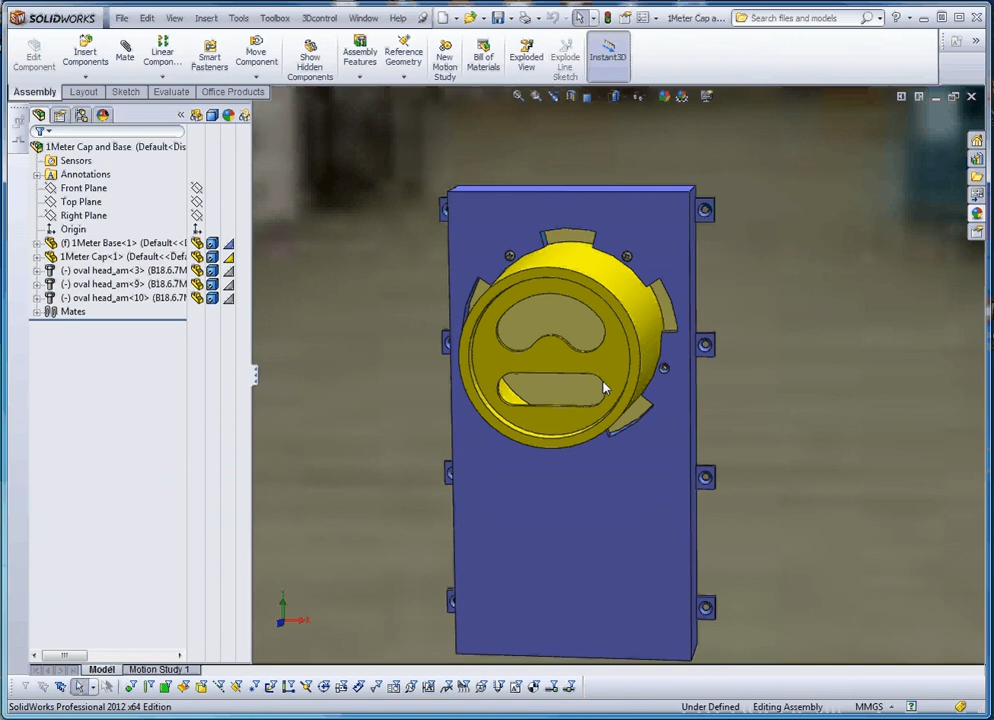 SOLIDWORKS File Edit View Insert Tools Toolbox 3DControl Window Help 1Meter Cap a... Search files and models
Edit Component
Insert Components
Mate
Linear Compon...
Smart Fasteners
Move Component
Show Hidden Components
Assembly Features
Reference Geometry
New Motion Study
Bill of Materials
Exploded View
Explode Line Sketch
Instant3D
Assembly Layout Sketch Evaluate Office Products
1Meter Cap and Base (Default<Dis
Sensors
Annotations
Front Plane
Top Plane
Right Plane
Origin
(f) 1Meter Base<1> (Default<<
1Meter Cap<1> (Default<<Def
(-) oval head_am<3> (B18.6.7M
(-) oval head_am<9> (B18.6.7M
(-) oval head_am<10> (B18.6.7M
Mates
Model Motion Study 1
SolidWorks Professional 2012 x64 Edition Under Defined Editing Assembly MMGS